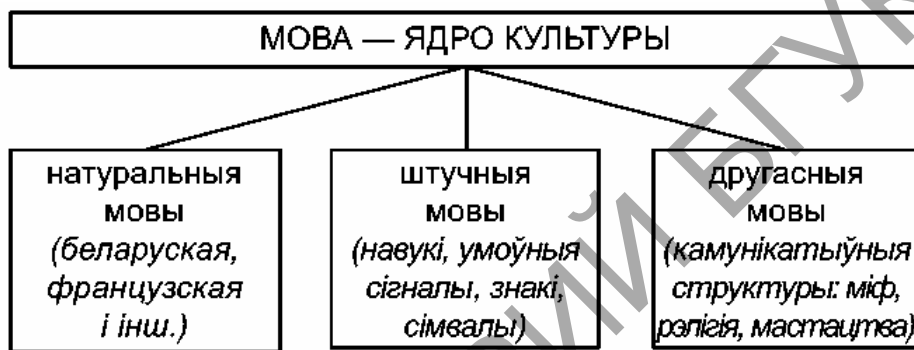 МОВА — ЯДРО КУЛЬТУРЫ
натуральныя
мовы
(беларуская,
французская
і інш.)
штучныя
мовы
(навукі, умоўныя
сігналы, знакі,
сімвалы)
другасныя
мовы
(камунікатыўныя
структуры: міф,
рэлігія, мастацтва)